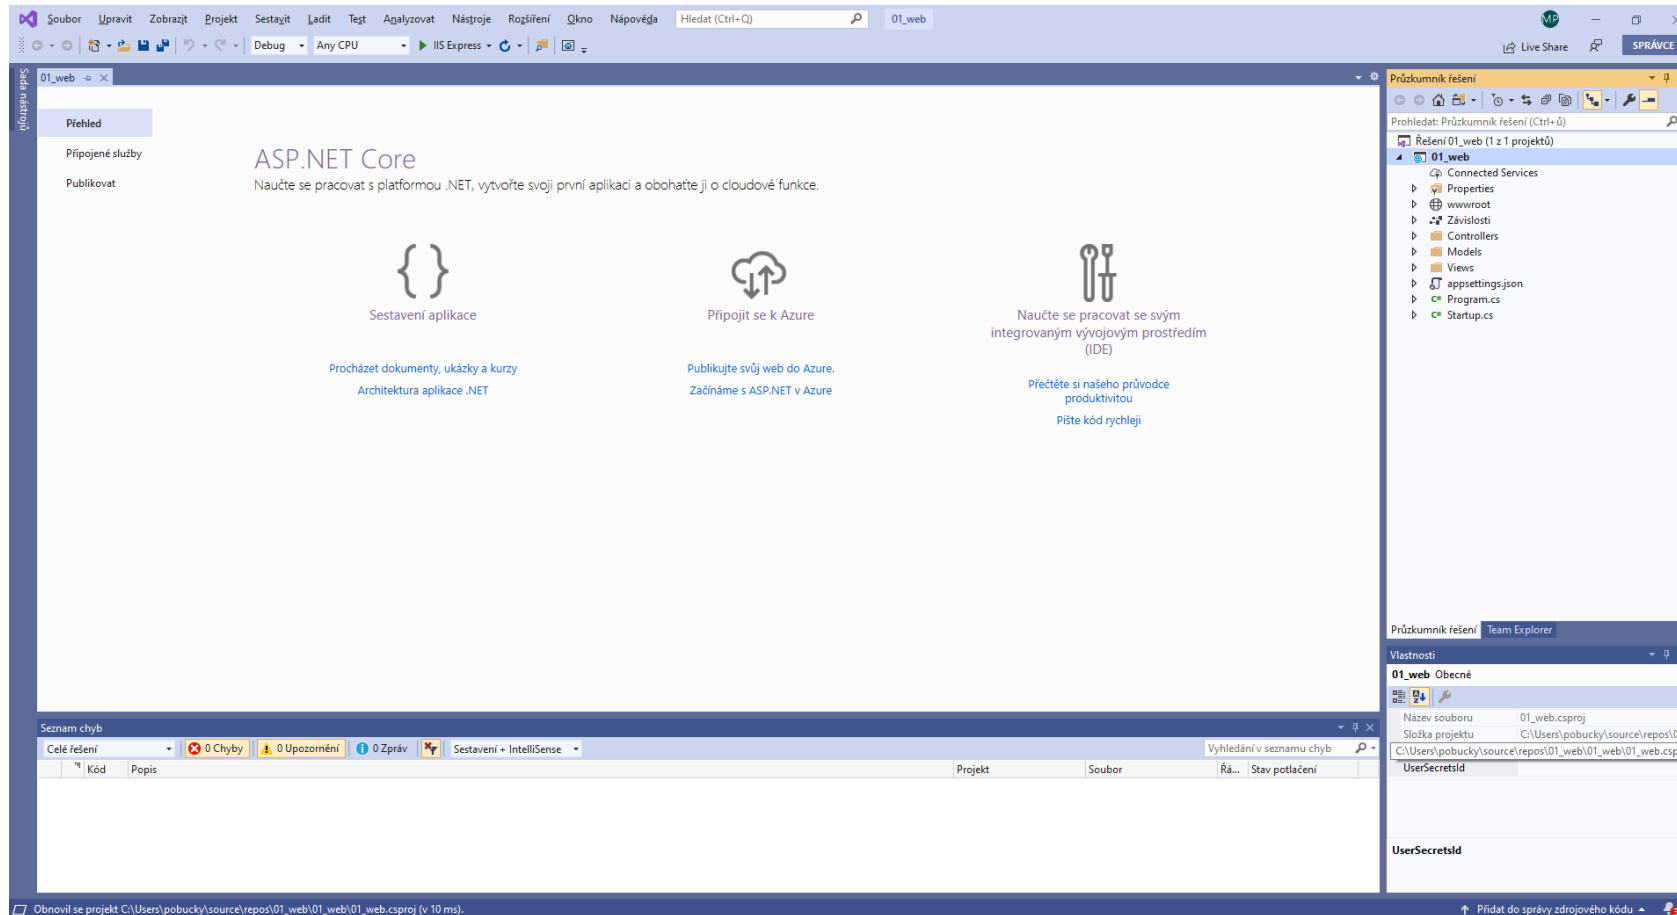 Soubor Upravit Zobrazit Projekt Sestavit Ladit Test Analyzovat Nástroje Rozšíření Okno Nápověda Hledat (Ctrl+Q) 01_web MP
Debug Any CPU IIS Express Live Share SPRÁVCE
Sada nástrojů
01_web
Přehled
Připojené služby
Publikovat
ASP.NET Core
Naučte se pracovat s platformou .NET, vytvořte svoji první aplikaci a obohaťte ji o cloudové funkce.
Sestavení aplikace
Procházet dokumenty, ukázky a kurzy
Architektura aplikace .NET
Připojit se k Azure
Publikujte svůj web do Azure.
Začínáme s ASP.NET v Azure
Naučte se pracovat se svým
integrovaným vývojovým prostředím
(IDE)
Přečtěte si našeho průvodce
produktivitou
Pište kód rychleji
Průzkumník řešení
Prohledat: Průzkumník řešení (Ctrl+ů)
Řešení 01_web (1 z 1 projektů)
01_web
Connected Services
Properties
wwwroot
Závislosti
Controllers
Models
Views
appsettings.json
Program.cs
Startup.cs
Průzkumník řešení Team Explorer
Vlastnosti
01_web Obecné
Název souboru 01_web.csproj
Složka projektu C:\Users\pobucky\source\repos\0
C:\Users\pobucky\source\repos\01_web\01_web\01_web.csp
UserSecretsId
UserSecretsId
Seznam chyb
Celé řešení 0 Chyby 0 Upozornění 0 Zpráv Sestavení + IntelliSense Vyhledání v seznamu chyb
Kód Popis Projekt Soubor Řá... Stav potlačení
Obnovil se projekt C:\Users\pobucky\source\repos\01_web\01_web\01_web.csproj (v 10 ms). Přidat do správy zdrojového kódu